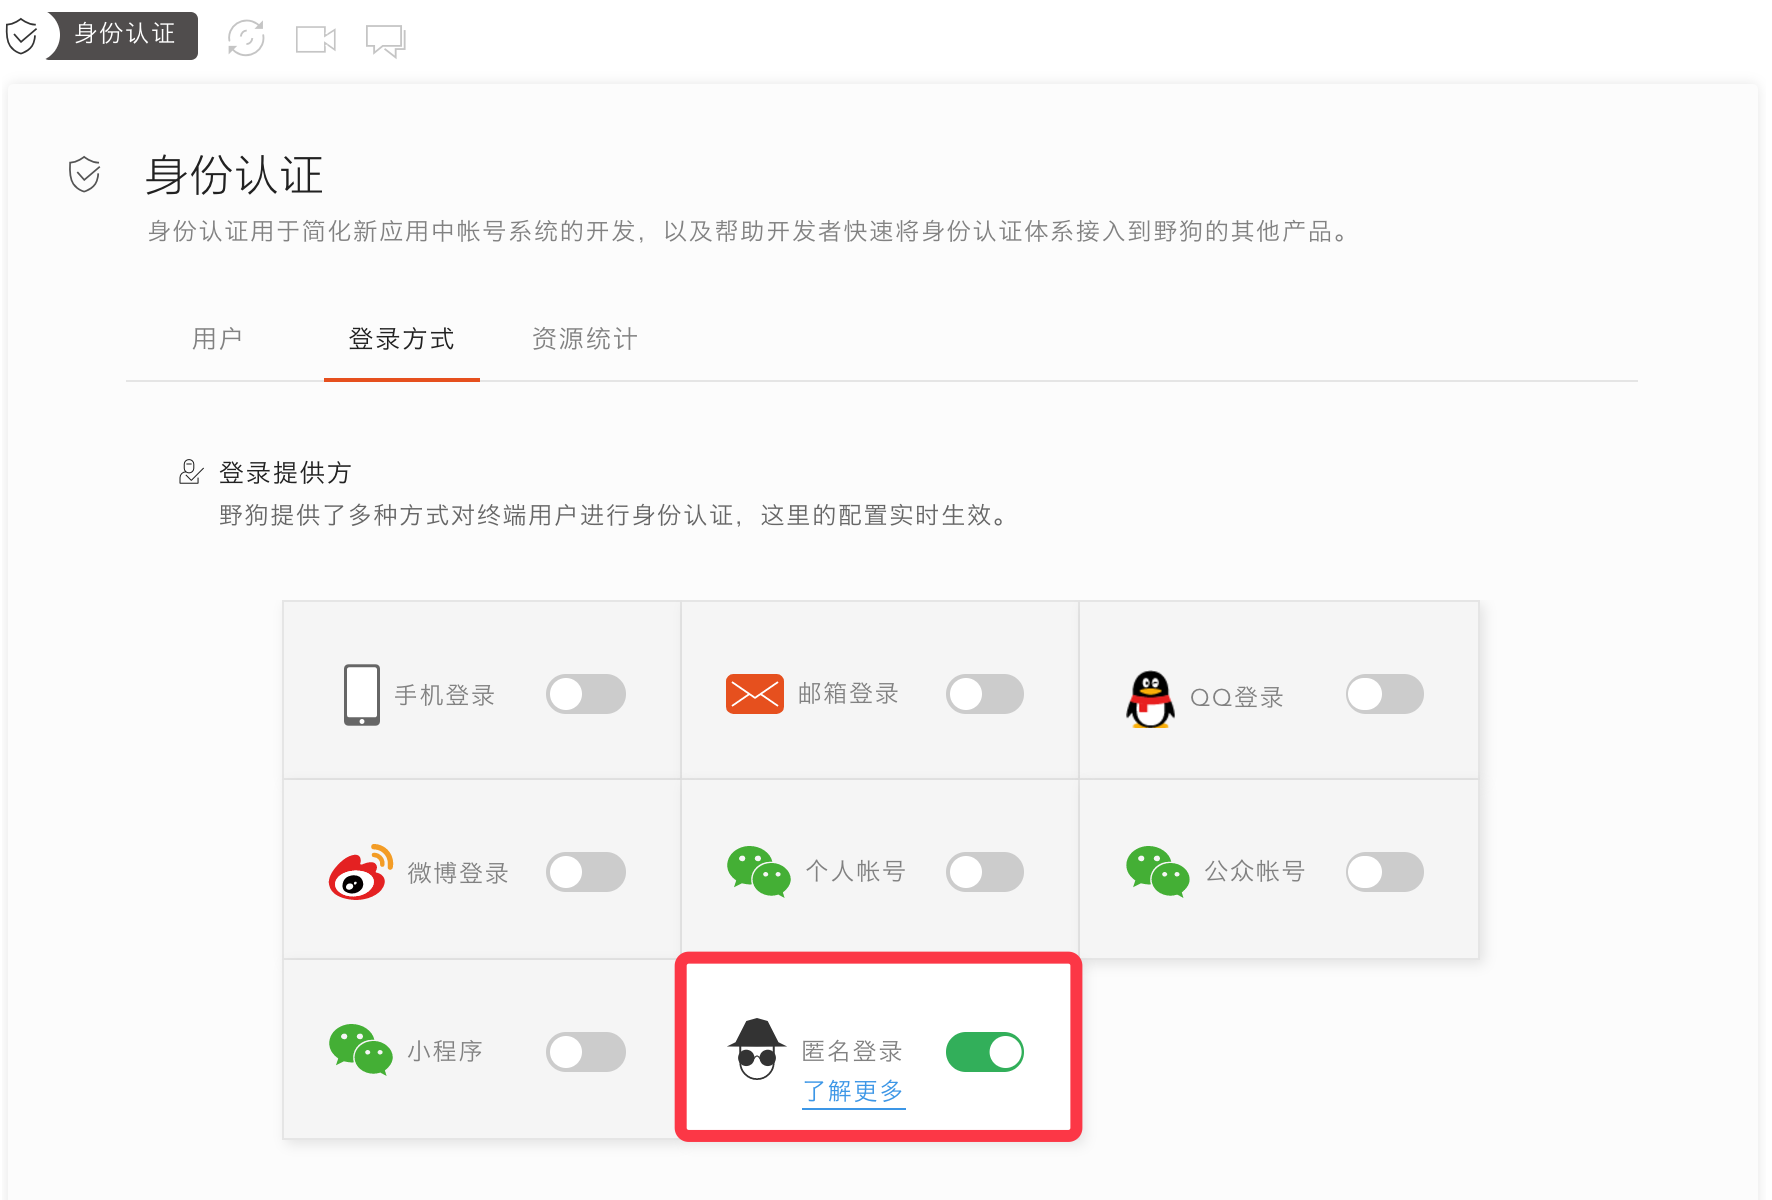 身份认证
身份认证
身份认证用于简化新应用中帐号系统的开发，以及帮助开发者快速将身份认证体系接入到野狗的其他产品。
用户
登录方式
资源统计
登录提供方
野狗提供了多种方式对终端用户进行身份认证，这里的配置实时生效。
手机登录
邮箱登录
QQ登录
微博登录
个人帐号
公众帐号
小程序
匿名登录
了解更多